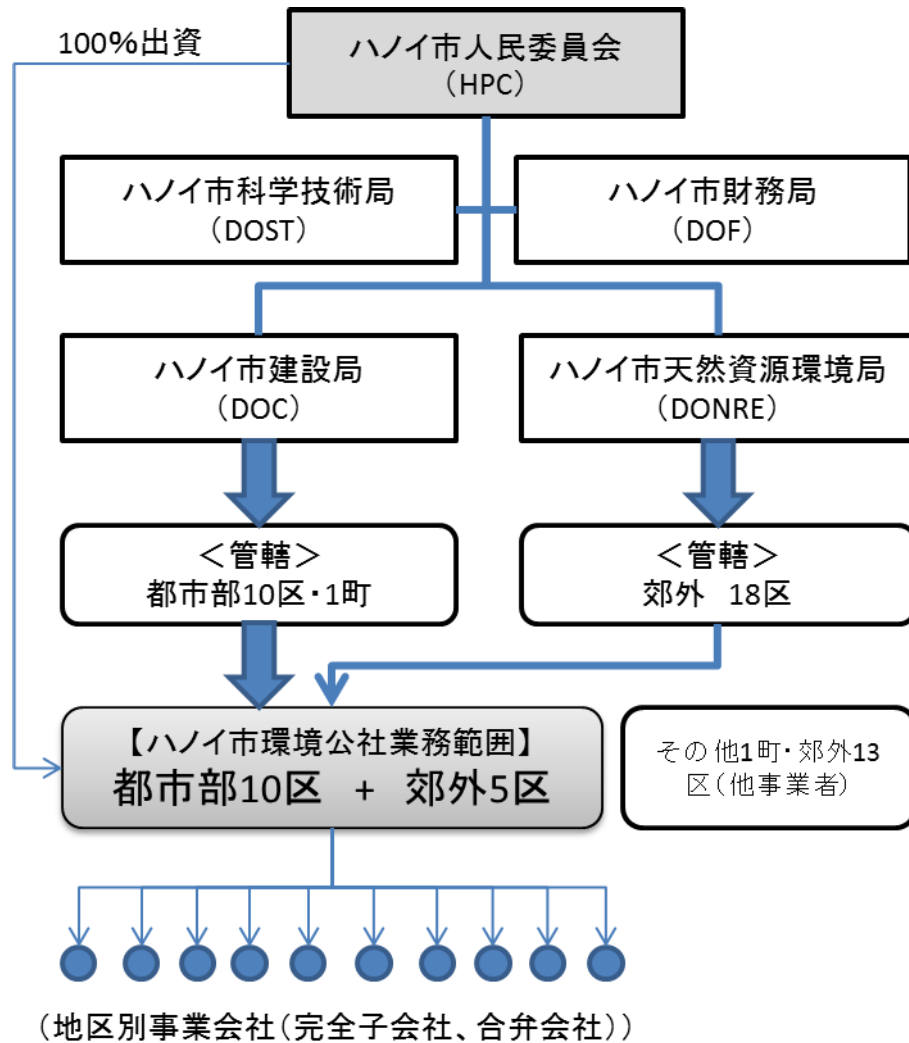 100%出資
ハノイ市人民委員会
(HPC)
ハノイ市科学技術局
(DOST)
ハノイ市財務局
(DOF)
ハノイ市建設局
(DOC)
ハノイ市天然資源環境局
(DONRE)
＜管轄＞
都市部10区・1町
＜管轄＞
郊外 18区
【ハノイ市環境公社業務範囲】
都市部10区 + 郊外5区
その他1町・郊外13
区(他事業者)
(地区別事業会社(完全子会社、合弁会社))